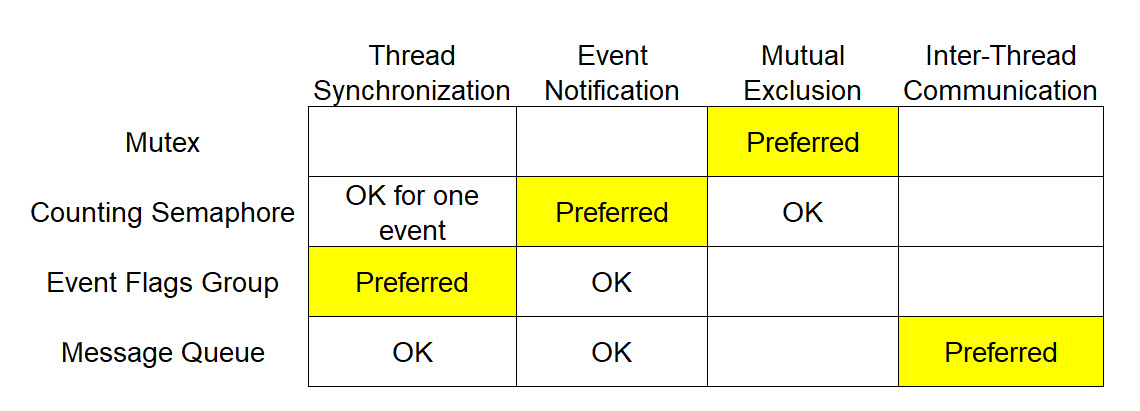 Thread Event Mutual Inter-Thread
Synchronization Notification Exclusion Communication
Mutex Preferred
Counting Semaphore OK for one event Preferred OK
Event Flags Group Preferred OK
Message Queue OK OK Preferred